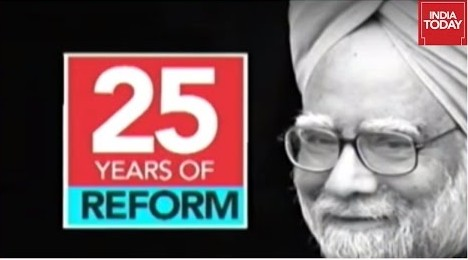 INDIA
TODAY
25
YEARS OF
REFORM